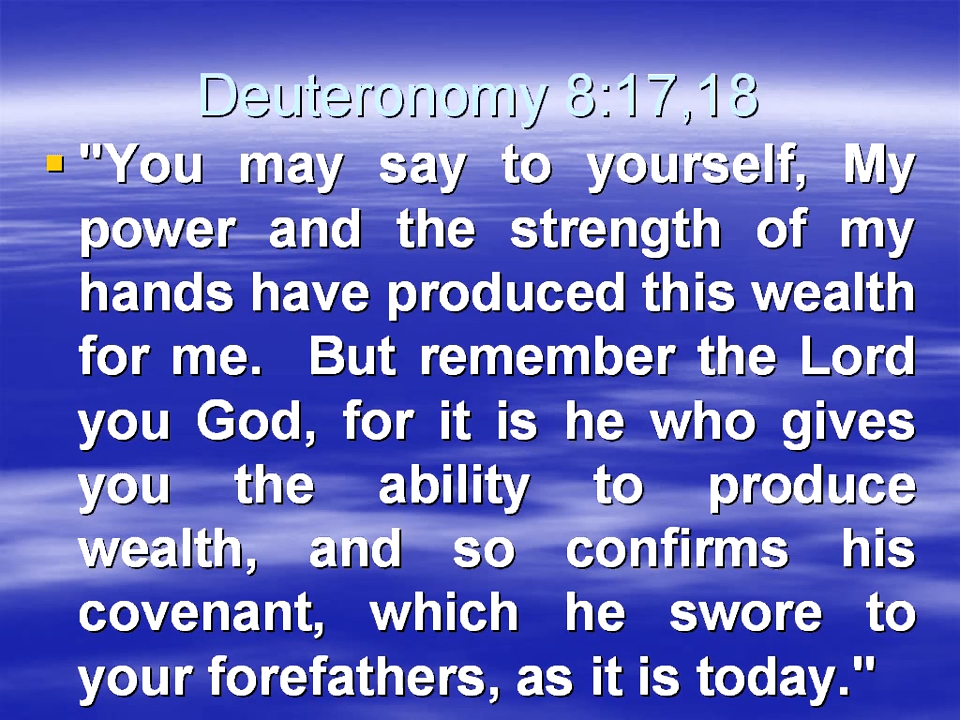 Deuteronomy 8:17,18
"You may say to yourself, My
power and the strength of my
hands have produced this wealth
for me. But remember the Lord
you God, for it is he who gives
you the ability to produce
wealth, and so confirms his
covenant, which he swore to
your forefathers, as it is today."